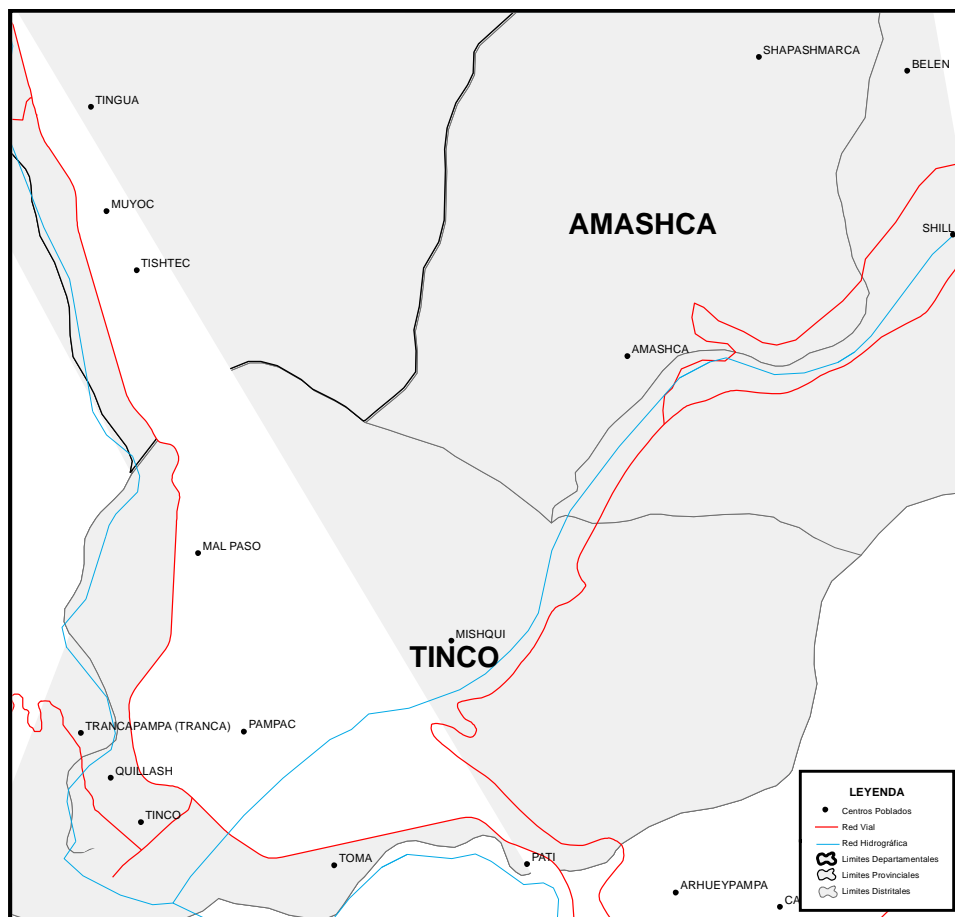 SHAPASHMARCA
BELEN
TINGUA
MUYOC
AMASHCA
SHILL
TISHTEC
AMASHCA
MAL PASO
MISHQUI
TINCO
TRANCAPAMPA (TRANCA)
PAMPAC
QUILLASH
TINCO
TOMA
PATI
ARHUEYPAMPA
CA
LEYENDA
Centros Poblados
Red Vial
Red Hidrográfica
Limites Departamentales
Limites Provinciales
Limites Distritales